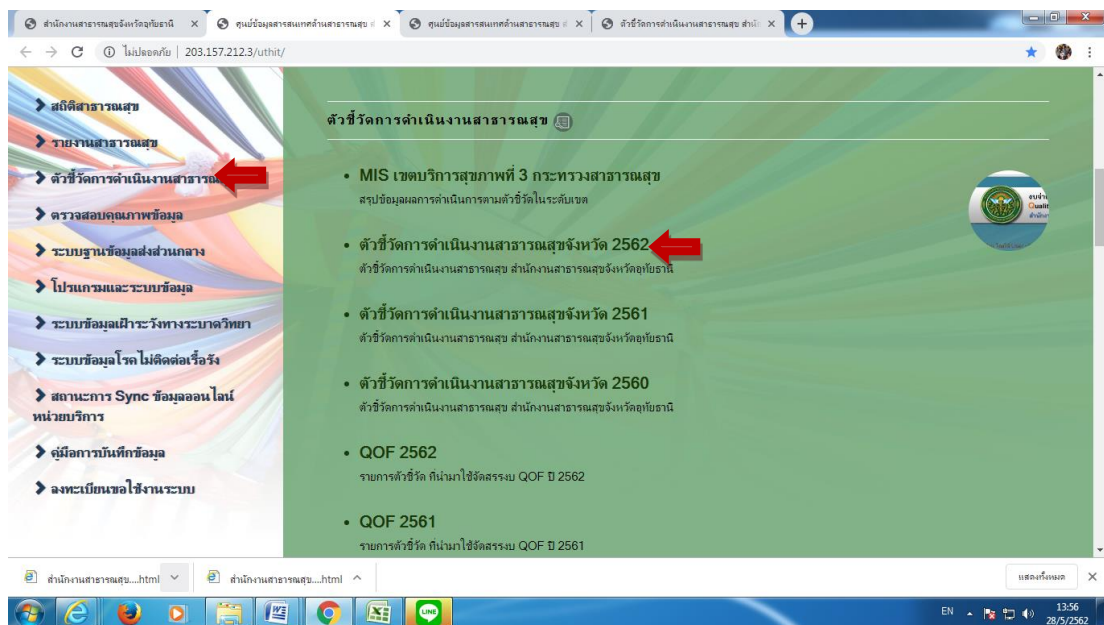 สำนักงานสาธารณสุขจังหวัดอุทัยธานี
ศูนย์ข้อมูลสารสนเทศด้านสาธารณสุข
ศูนย์ข้อมูลสารสนเทศด้านสาธารณสุข
ตัวชี้วัดการดำเนินงานสาธารณสุข
ไม่ปลอดภัย | 203.157.212.3/uthit/
สถิติสาธารณสุข
รายงานสาธารณสุข
ตัวชี้วัดการดำเนินงานสาธารณ
ตรวจสอบคุณภาพข้อมูล
ระบบฐานข้อมูลส่งส่วนกลาง
โปรแกรมและระบบข้อมูล
ระบบข้อมูลเฝ้าระวังทางระบาดวิทยา
ระบบข้อมูลโรคไม่ติดต่อเรื้อรัง
สถานะการ Sync ข้อมูลออนไลน์
หน่วยบริการ
คู่มือการบันทึกข้อมูล
ลงทะเบียนขอใช้งานระบบ
ตัวชี้วัดการดำเนินงานสาธารณสุข
• MIS เขตบริการสุขภาพที่ 3 กระทรวงสาธารณสุข
สรุปข้อมูลผลการดำเนินการตามตัวชี้วัดในระดับเขต
• ตัวชี้วัดการดำเนินงานสาธารณสุขจังหวัด 2562
ตัวชี้วัดการดำเนินงานสาธารณสุข สำนักงานสาธารณสุขจังหวัดอุทัยธานี
• ตัวชี้วัดการดำเนินงานสาธารณสุขจังหวัด 2561
ตัวชี้วัดการดำเนินงานสาธารณสุข สำนักงานสาธารณสุขจังหวัดอุทัยธานี
• ตัวชี้วัดการดำเนินงานสาธารณสุขจังหวัด 2560
ตัวชี้วัดการดำเนินงานสาธารณสุข สำนักงานสาธารณสุขจังหวัดอุทัยธานี
• QOF 2562
รายการตัวชี้วัด ที่นำมาใช้จัดสรรงบ QOF ปี 2562
• QOF 2561
รายการตัวชี้วัด ที่นำมาใช้จัดสรรงบ QOF ปี 2561
สำนักงานสาธารณสุข....html
สำนักงานสาธารณสุข....html
แสดงทั้งหมด
LINE
EN
13:56
28/5/2562